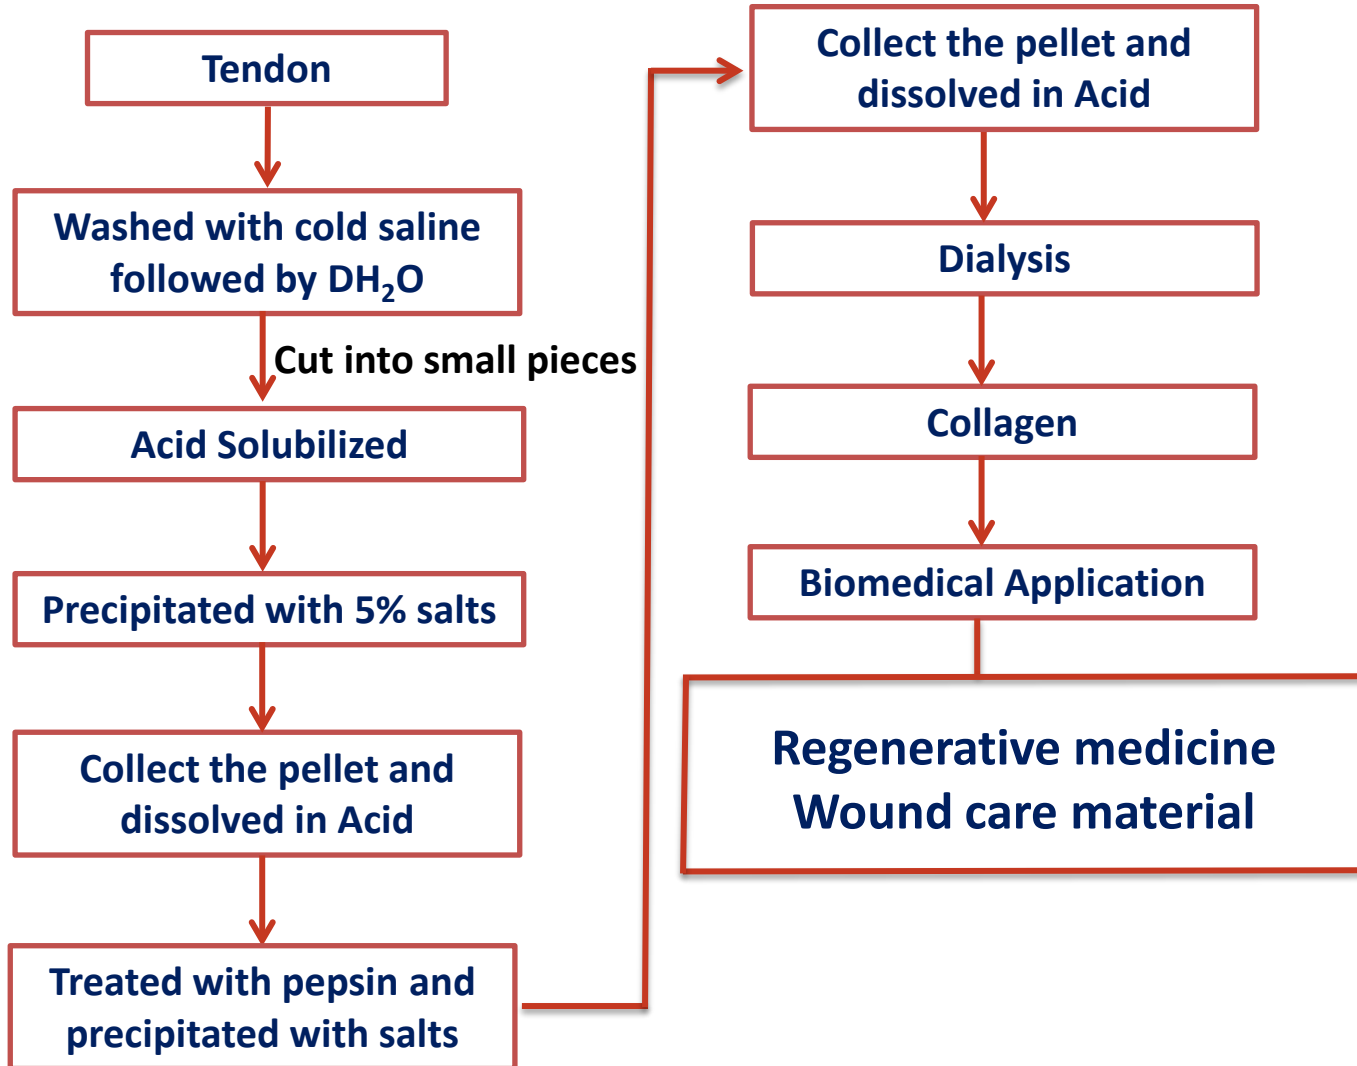 Tendon
Washed with cold saline
followed by DH₂O
Cut into small pieces
Acid Solubilized
Precipitated with 5% salts
Collect the pellet and
dissolved in Acid
Treated with pepsin and
precipitated with salts
Collect the pellet and
dissolved in Acid
Dialysis
Collagen
Biomedical Application
Regenerative medicine
Wound care material